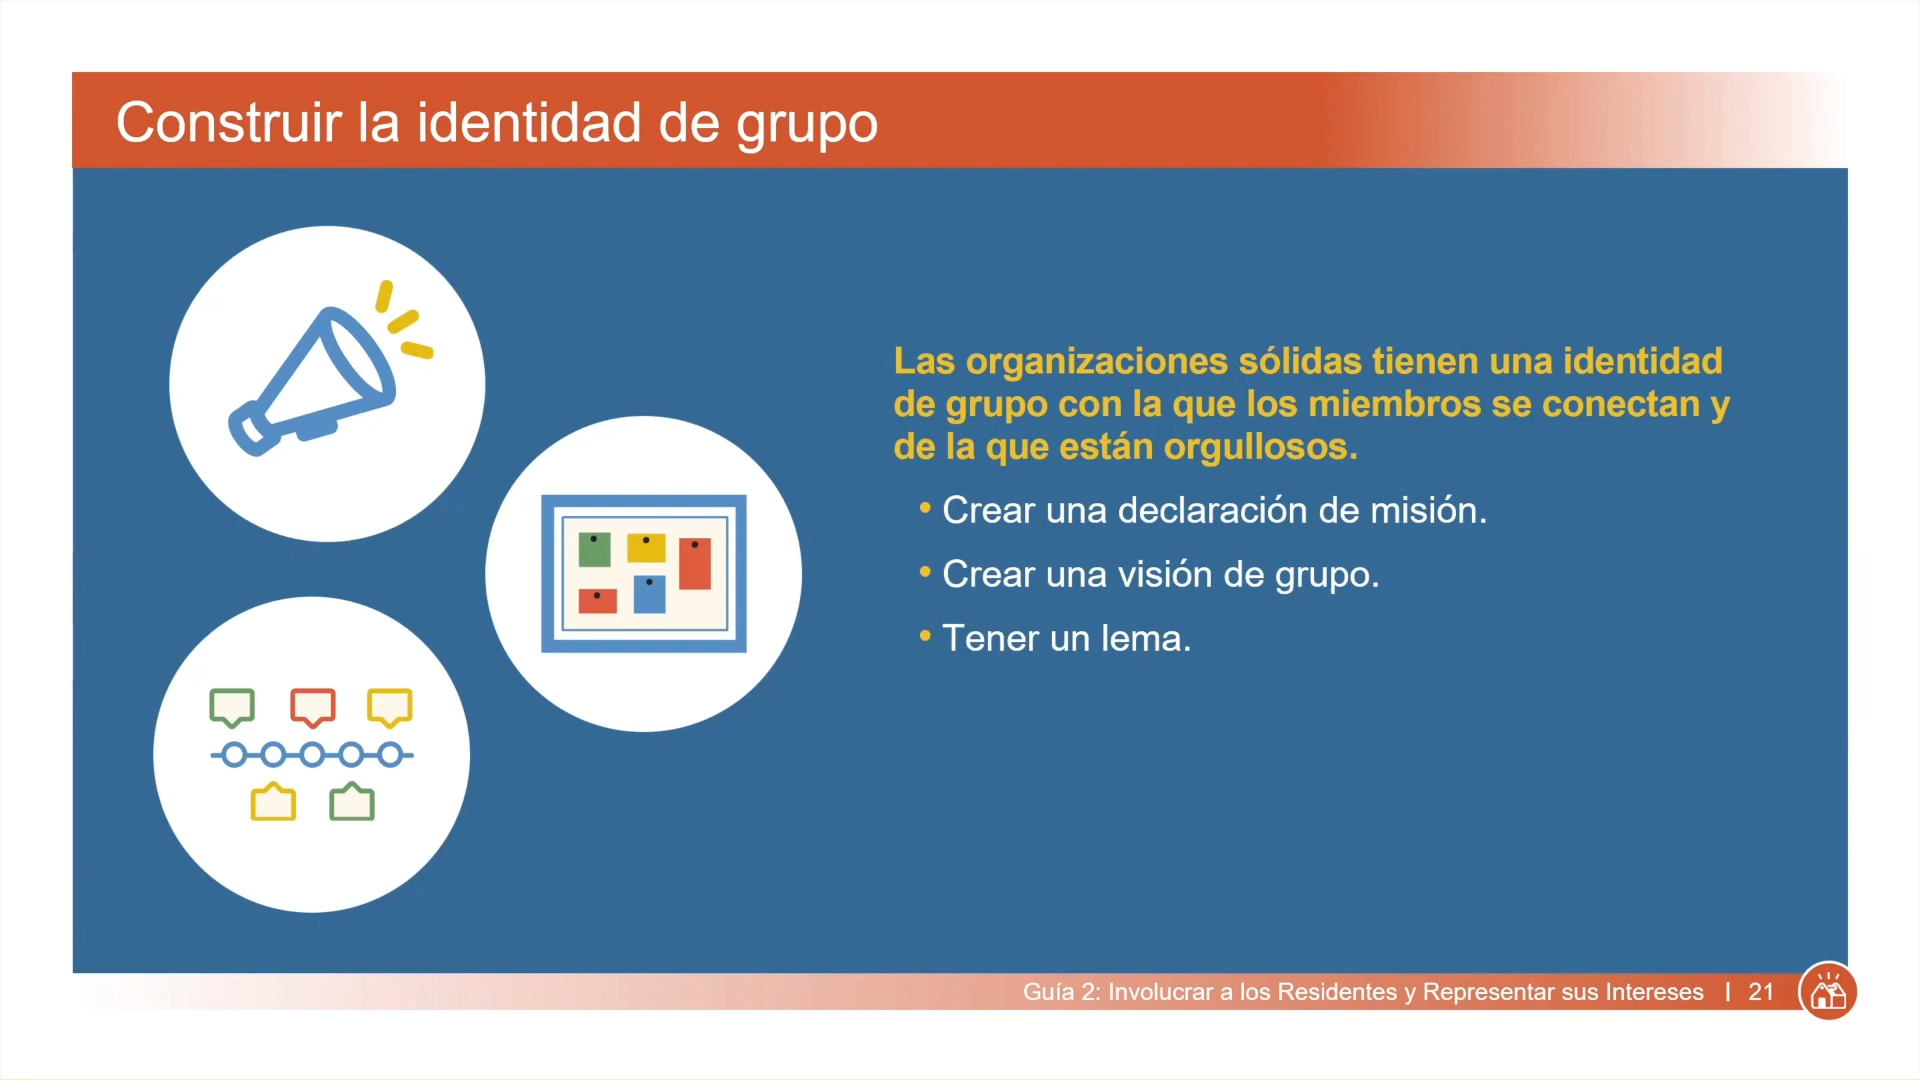 Construir la identidad de grupo
Las organizaciones sólidas tienen una identidad
de grupo con la que los miembros se conectan y
de la que están orgullosos.
• Crear una declaración de misión.
• Crear una visión de grupo.
• Tener un lema.
Guía 2: Involucrar a los Residentes y Representar sus Intereses | 21